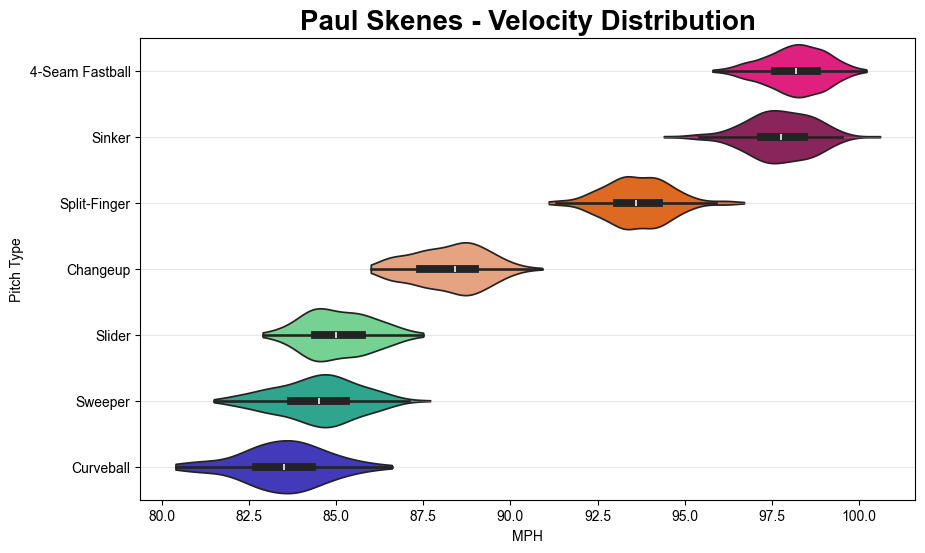 Paul Skenes - Velocity Distribution
Pitch Type
4-Seam Fastball
Sinker
Split-Finger
Changeup
Slider
Sweeper
Curveball
80.0 82.5 85.0 87.5 90.0 92.5 95.0 97.5 100.0
MPH